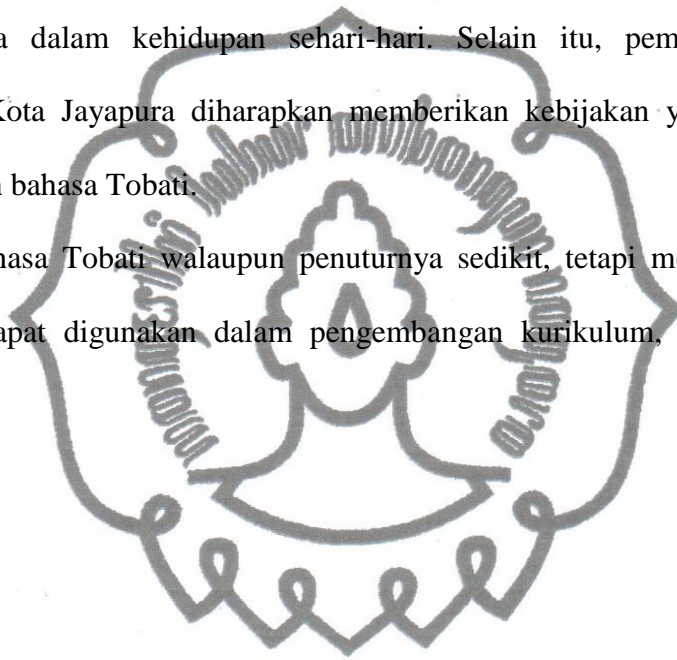 a dalam kehidupan sehari-hari. Selain itu, pem
Kota Jayapura diharapkan memberikan kebijakan y
bahasa Tobati.
hasa Tobati walaupun penuturnya sedikit, tetapi m
apat digunakan dalam pengembangan kurikulum,